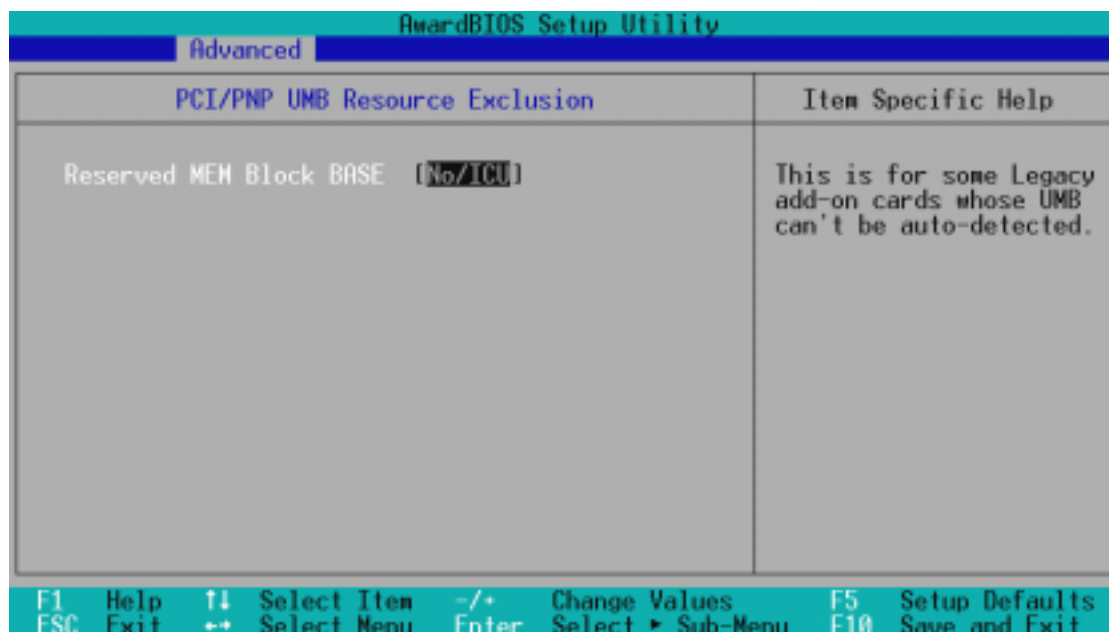 AwardBIOS Setup Utility
Advanced
PCI/PNP UMB Resource Exclusion
Item Specific Help
Reserved MEM Block BASE [No/ICU]
This is for some Legacy
add-on cards whose UMB
can't be auto-detected.
F1 Help ↑↓ Select Item -/+ Change Values F5 Setup Defaults
ESC Exit ←→ Select Menu Enter Select ► Sub-Menu F10 Save and Exit